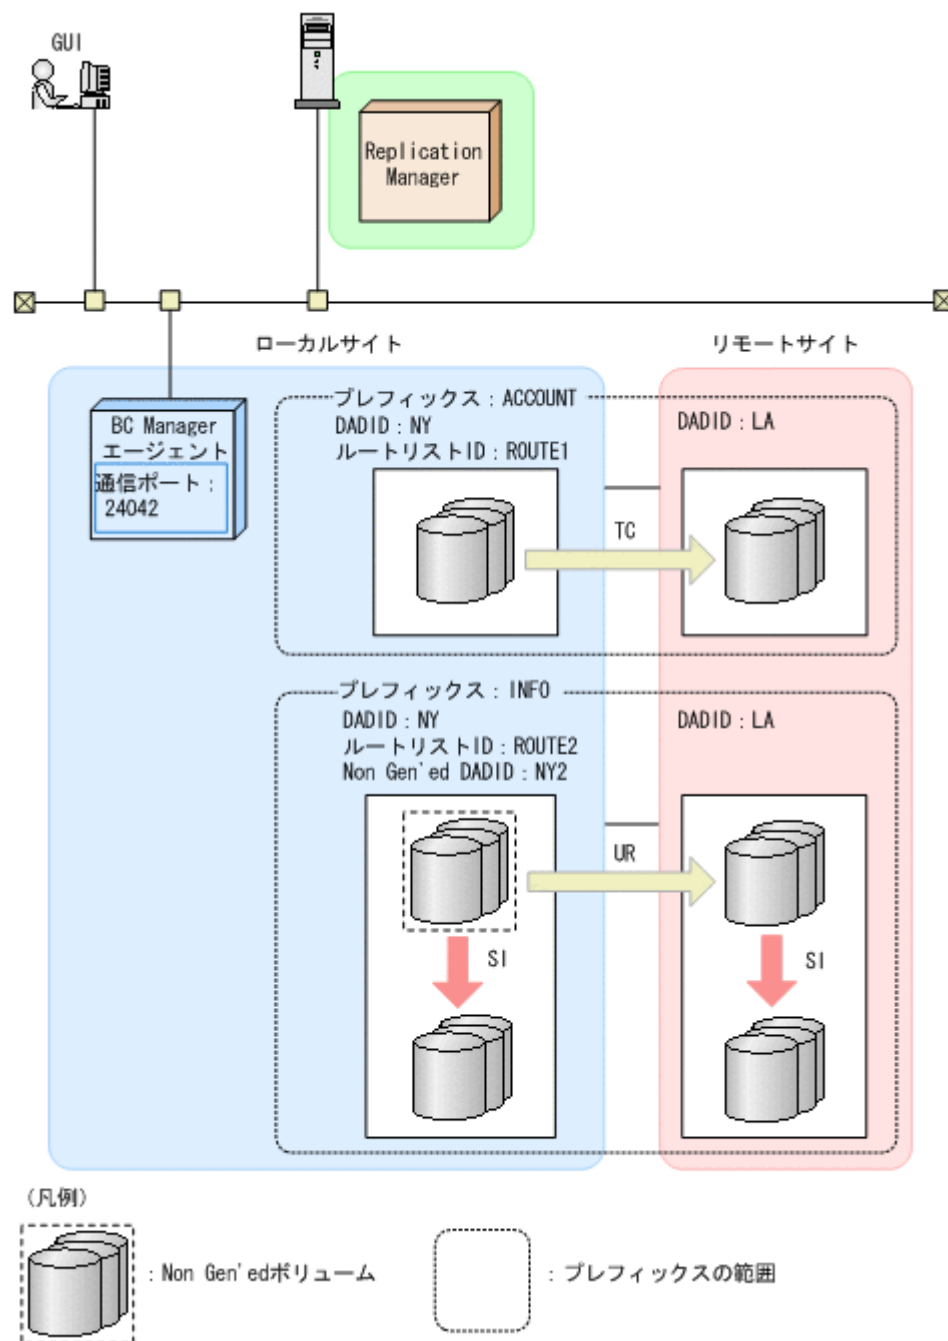 GUI
Replication
Manager
ローカルサイト
リモートサイト
BC Manager
エージェント
通信ポート：
24042
プレフィックス：ACCOUNT
DADID：NY
ルートリストID：ROUTE1
DADID：LA
TC
プレフィックス：INFO
DADID：NY
ルートリストID：ROUTE2
Non Gen'ed DADID：NY2
DADID：LA
UR
SI
SI
（凡例）
：Non Gen'edボリューム
：プレフィックスの範囲